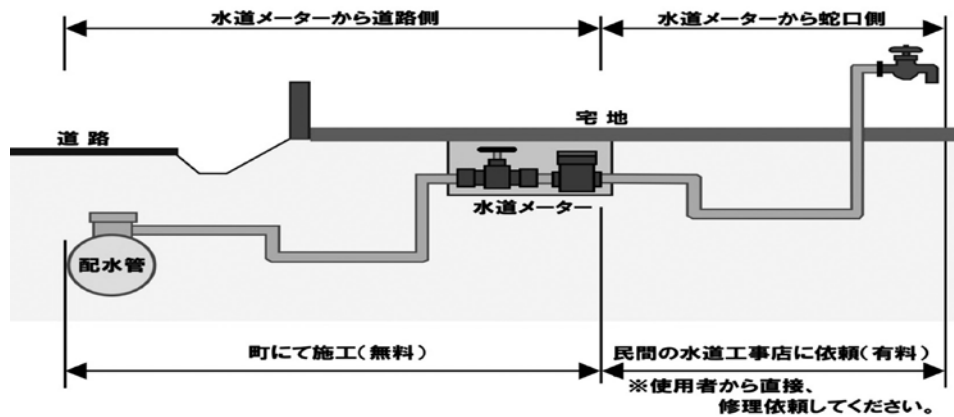 水道メーターから道路側
水道メーターから蛇口側
宅 地
道 路
水道メーター
配水管
町にて施工(無料)
民間の水道工事店に依頼(有料)
※使用者から直接、
修理依頼してください。